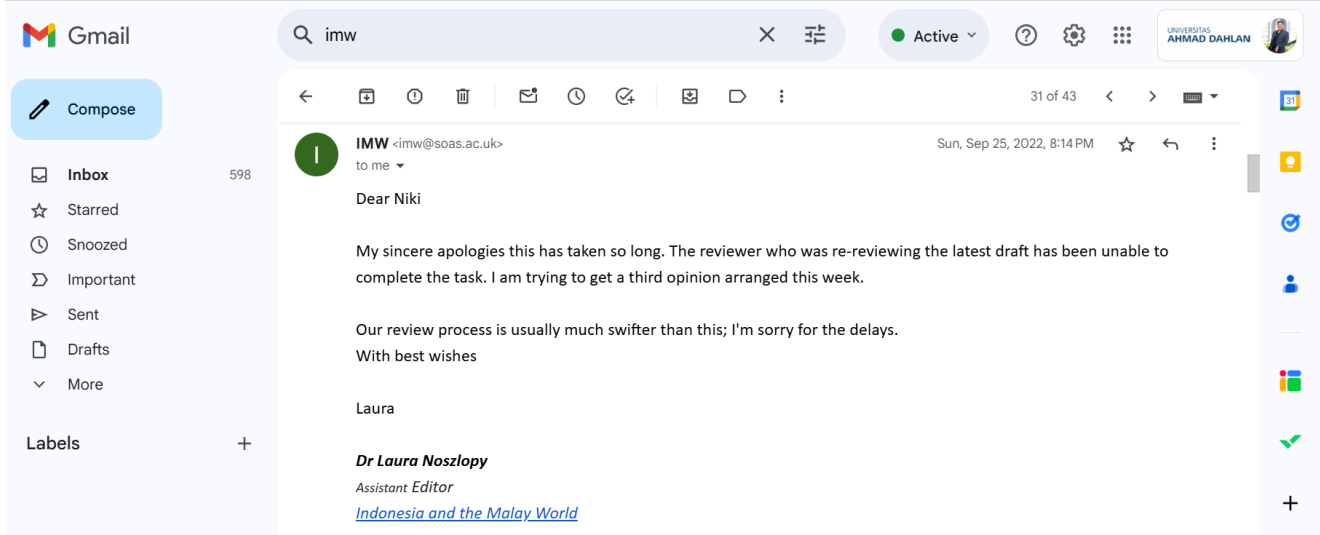 Gmail
imw
Active
UNIVERSITAS
AHMAD DAHLAN
Compose
31 of 43
31
IMW <imw@soas.ac.uk>
Sun, Sep 25, 2022, 8:14 PM
to me
I
Inbox 598
Starred
Snoozed
Important
Sent
Drafts
More
Labels
Dear Niki
My sincere apologies this has taken so long. The reviewer who was re-reviewing the latest draft has been unable to
complete the task. I am trying to get a third opinion arranged this week.
Our review process is usually much swifter than this; I'm sorry for the delays.
With best wishes
Laura
Dr Laura Noszlopy
Assistant Editor
Indonesia and the Malay World